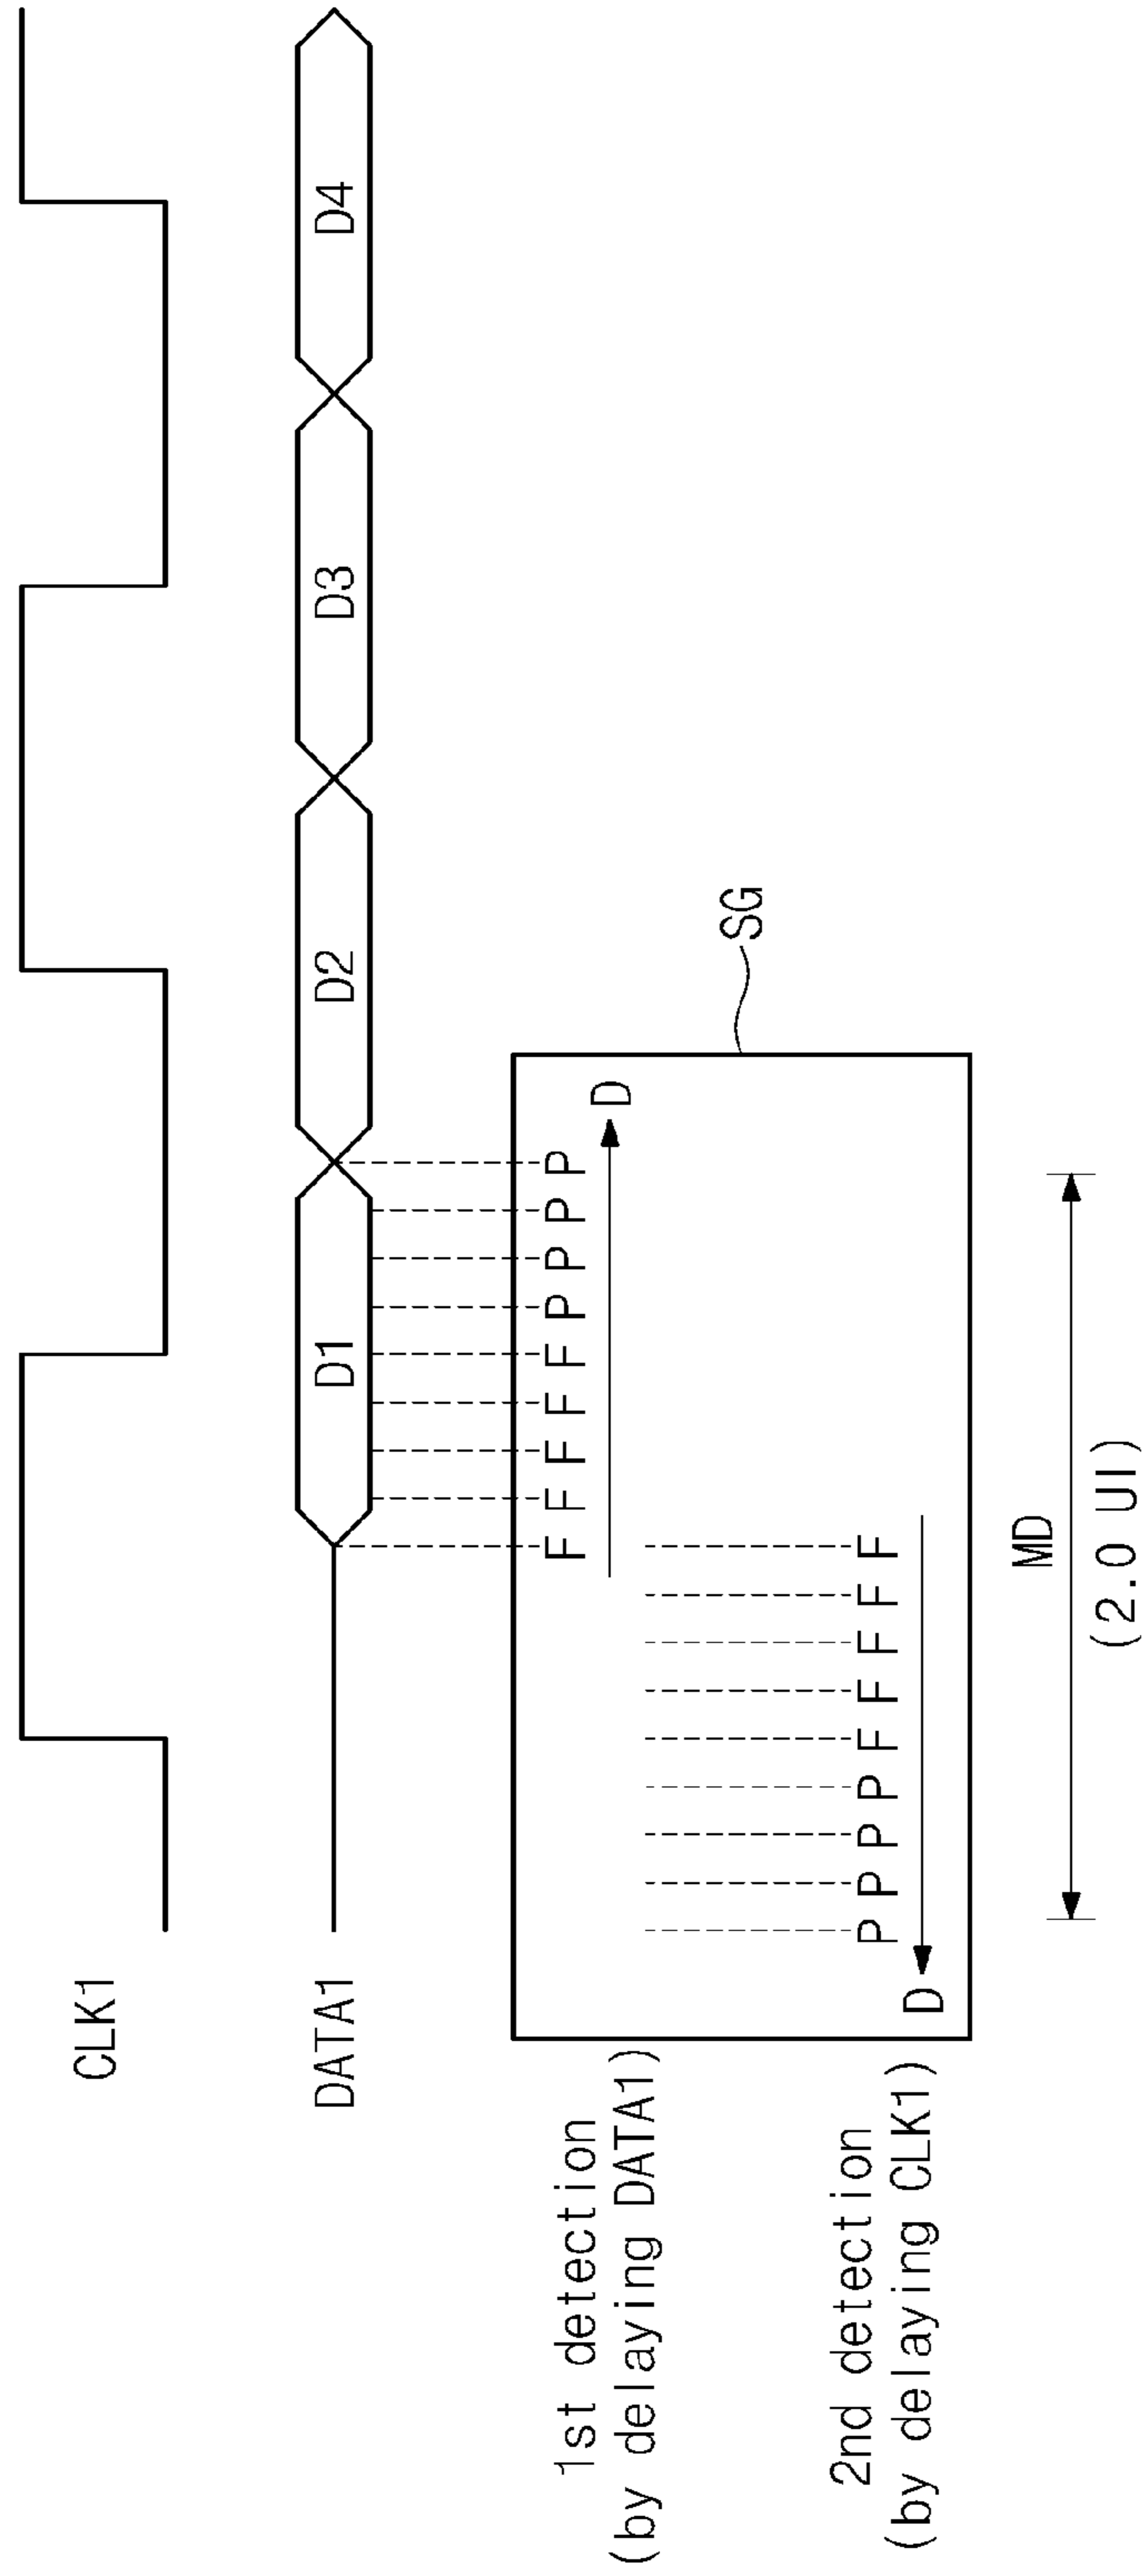 CLK1
DATA1
D1 D2 D3 D4
1st detection
(by delaying DATA1)
F F F F F P P P P
D
SG
2nd detection
(by delaying CLK1)
P P P P F F F F F
D
MD
(2.0 UI)